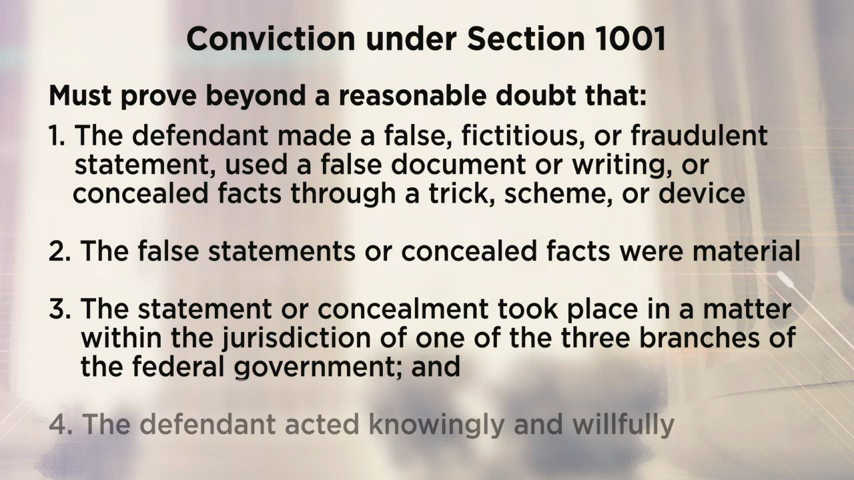 Conviction under Section 1001
Must prove beyond a reasonable doubt that:
1. The defendant made a false, fictitious, or fraudulent
statement, used a false document or writing, or
concealed facts through a trick, scheme, or device
2. The false statements or concealed facts were material
3. The statement or concealment took place in a matter
within the jurisdiction of one of the three branches of
the federal government; and
4. The defendant acted knowingly and willfully